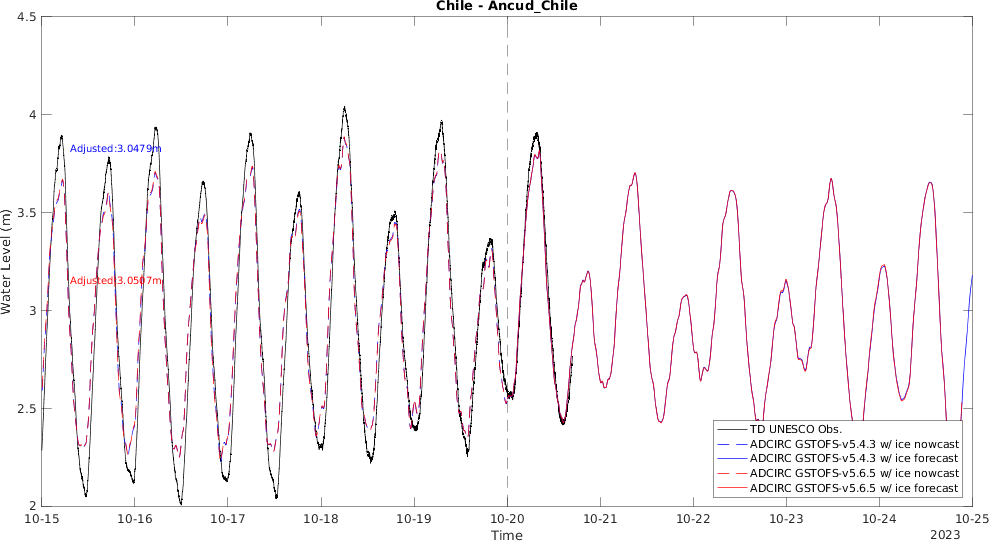 Chile - Ancud_Chile
4.5
4
3.5
3
2.5
2
Water Level (m)
Adjusted:3.0479m
Adjusted:3.0507m
TD UNESCO Obs.
ADCIRC GSTOFS-v5.4.3 w/ ice nowcast
ADCIRC GSTOFS-v5.4.3 w/ ice forecast
ADCIRC GSTOFS-v5.6.5 w/ ice nowcast
ADCIRC GSTOFS-v5.6.5 w/ ice forecast
10-15 10-16 10-17 10-18 10-19 10-20 10-21 10-22 10-23 10-24 10-25
Time
2023